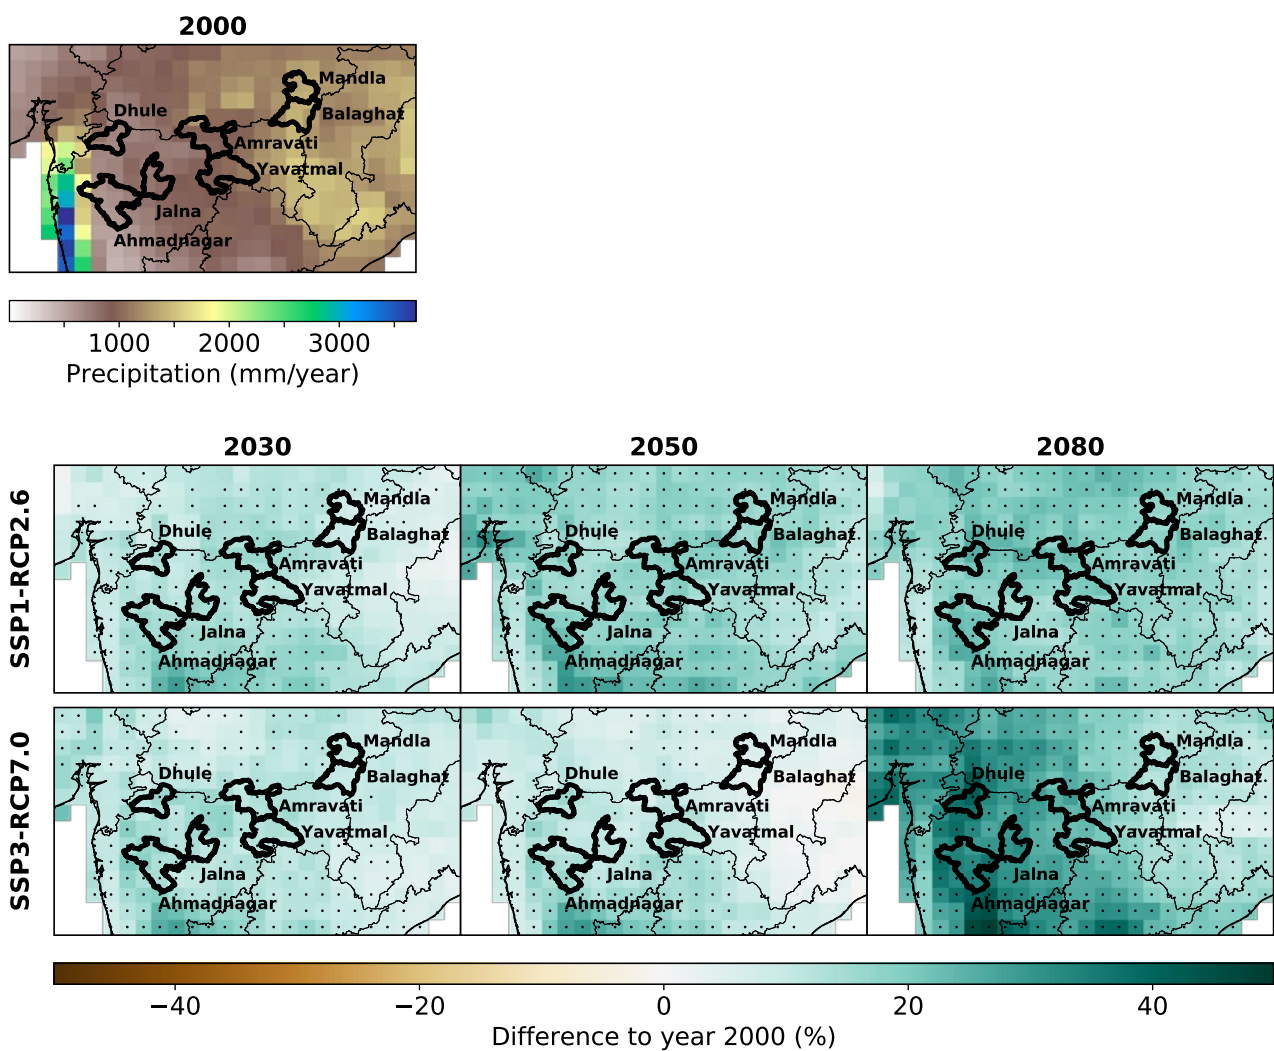 2000
Mandla
Dhule
Balaghat
Amravati
Yavatmal
Jalna
Ahmadnagar
1000 2000 3000
Precipitation (mm/year)
2030 2050 2080
SSP1-RCP2.6
Mandla Mandla Mandla
Dhule Dhule Dhule
Balaghat Balaghat Balaghat
Amravati Amravati Amravati
Yavatmal Yavatmal Yavatmal
Jalna Jalna Jalna
Ahmadnagar Ahmadnagar Ahmadnagar
SSP3-RCP7.0
Mandla Mandla Mandla
Dhule Dhule Dhule
Balaghat Balaghat Balaghat
Amravati Amravati Amravati
Yavatmal Yavatmal Yavatmal
Jalna Jalna Jalna
Ahmadnagar Ahmadnagar Ahmadnagar
−40 −20 0 20 40
Difference to year 2000 (%)